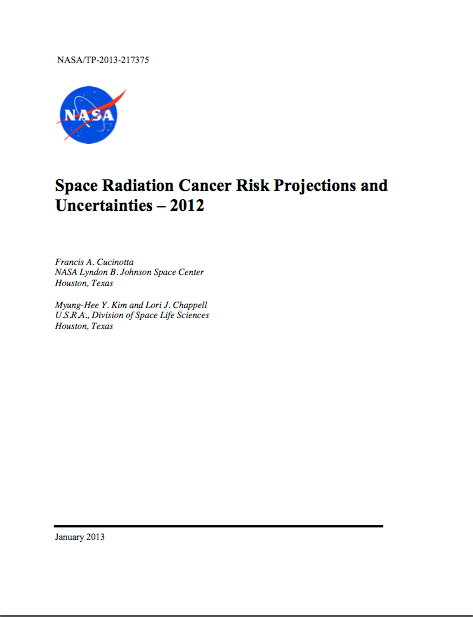 NASA/TP-2013-217375
NASA
Space Radiation Cancer Risk Projections and
Uncertainties – 2012
Francis A. Cucinotta
NASA Lyndon B. Johnson Space Center
Houston, Texas
Myung-Hee Y. Kim and Lori J. Chappell
U.S.R.A., Division of Space Life Sciences
Houston, Texas
January 2013